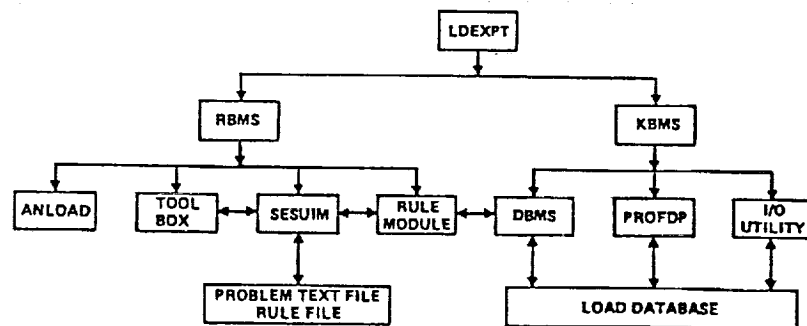 LDEXPT
RBMS
KBMS
ANLOAD
TOOL
BOX
SESUIM
RULE
MODULE
DBMS
PROFDP
I/O
UTILITY
PROBLEM TEXT FILE
RULE FILE
LOAD DATABASE